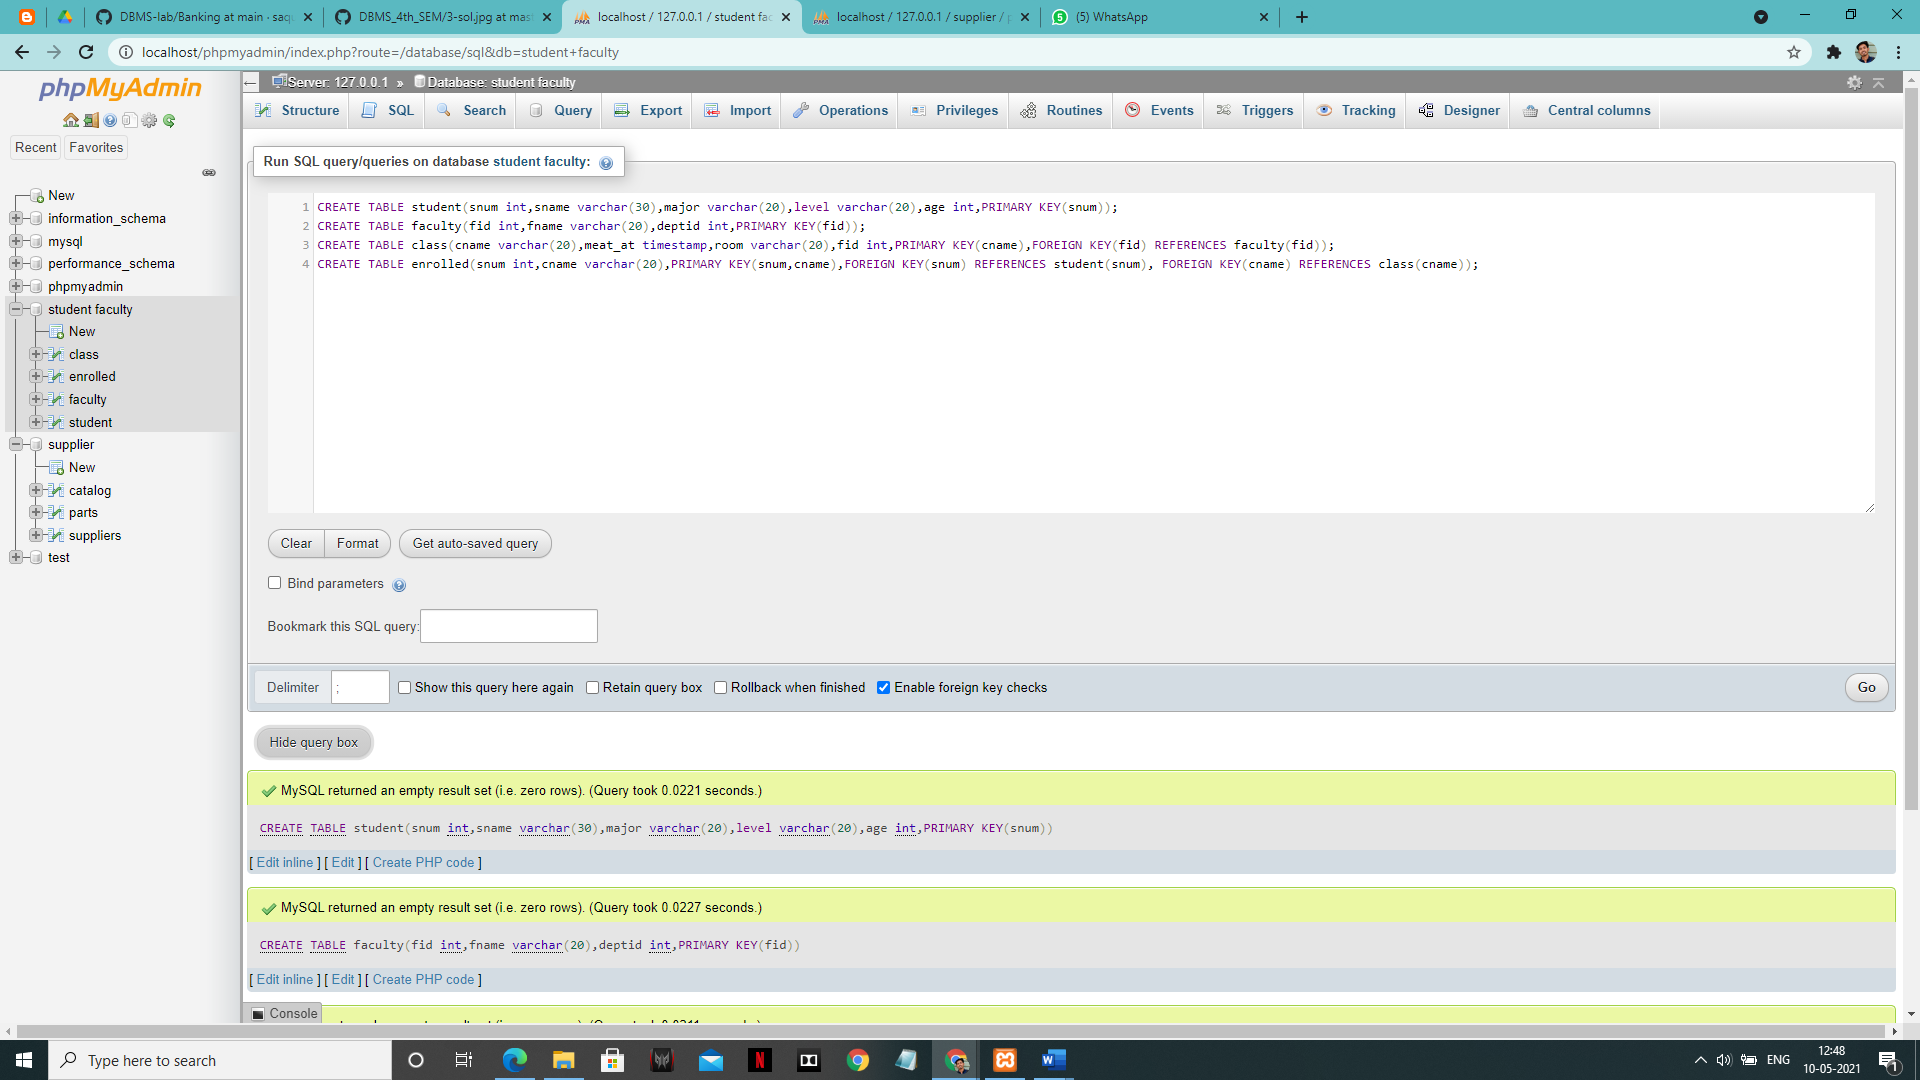 DBMS-lab/Banking at main · saqu
DBMS_4th_SEM/3-sol.jpg at mast
localhost / 127.0.0.1 / student fac
localhost / 127.0.0.1 / supplier / p
(5) WhatsApp
localhost/phpmyadmin/index.php?route=/database/sql&db=student+faculty
phpMyAdmin
Recent
Favorites
New
information_schema
mysql
performance_schema
phpmyadmin
student faculty
New
class
enrolled
faculty
student
supplier
New
catalog
parts
suppliers
test
Server: 127.0.0.1 » Database: student faculty
Structure
SQL
Search
Query
Export
Import
Operations
Privileges
Routines
Events
Triggers
Tracking
Designer
Central columns
Run SQL query/queries on database student faculty:
1 CREATE TABLE student(snum int,sname varchar(30),major varchar(20),level varchar(20),age int,PRIMARY KEY(snum));
2 CREATE TABLE faculty(fid int,fname varchar(20),deptid int,PRIMARY KEY(fid));
3 CREATE TABLE class(cname varchar(20),meat_at timestamp,room varchar(20),fid int,PRIMARY KEY(cname),FOREIGN KEY(fid) REFERENCES faculty(fid));
4 CREATE TABLE enrolled(snum int,cname varchar(20),PRIMARY KEY(snum,cname),FOREIGN KEY(snum) REFERENCES student(snum), FOREIGN KEY(cname) REFERENCES class(cname));
Clear
Format
Get auto-saved query
Bind parameters
Bookmark this SQL query:
Delimiter
;
Show this query here again
Retain query box
Rollback when finished
Enable foreign key checks
Go
Hide query box
MySQL returned an empty result set (i.e. zero rows). (Query took 0.0221 seconds.)
CREATE TABLE student(snum int,sname varchar(30),major varchar(20),level varchar(20),age int,PRIMARY KEY(snum))
[ Edit inline ] [ Edit ] [ Create PHP code ]
MySQL returned an empty result set (i.e. zero rows). (Query took 0.0227 seconds.)
CREATE TABLE faculty(fid int,fname varchar(20),deptid int,PRIMARY KEY(fid))
[ Edit inline ] [ Edit ] [ Create PHP code ]
Console
Type here to search
ENG
12:48
10-05-2021
1